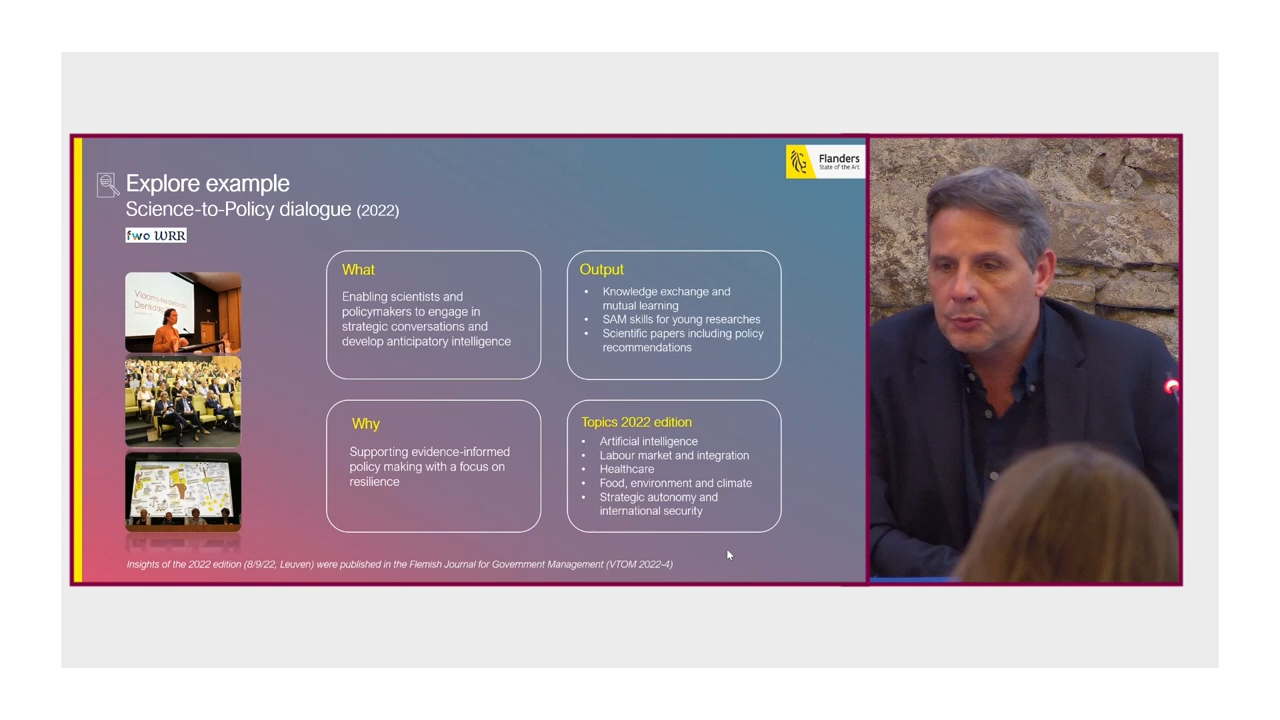 Flanders
State of the Art
Explore example
Science-to-Policy dialogue (2022)
fwo WRR
Vlaams-Nederlandse
Denkdag
What
Enabling scientists and
policymakers to engage in
strategic conversations and
develop anticipatory intelligence
Output
• Knowledge exchange and
mutual learning
• SAM skills for young researches
• Scientific papers including policy
recommendations
Why
Supporting evidence-informed
policy making with a focus on
resilience
Topics 2022 edition
• Artificial intelligence
• Labour market and integration
• Healthcare
• Food, environment and climate
• Strategic autonomy and
international security
Insights of the 2022 edition (8/9/22, Leuven) were published in the Flemish Journal for Government Management (VTOM 2022-4)